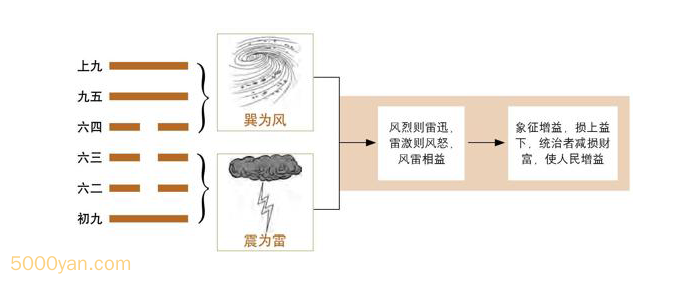 上九
九五
六四
六三
六二
初九
巽为风
震为雷
风烈则雷迅，
雷激则风怒，
风雷相益
象征增益，损上益
下，统治者减损财
富，使人民增益
5000yan.com